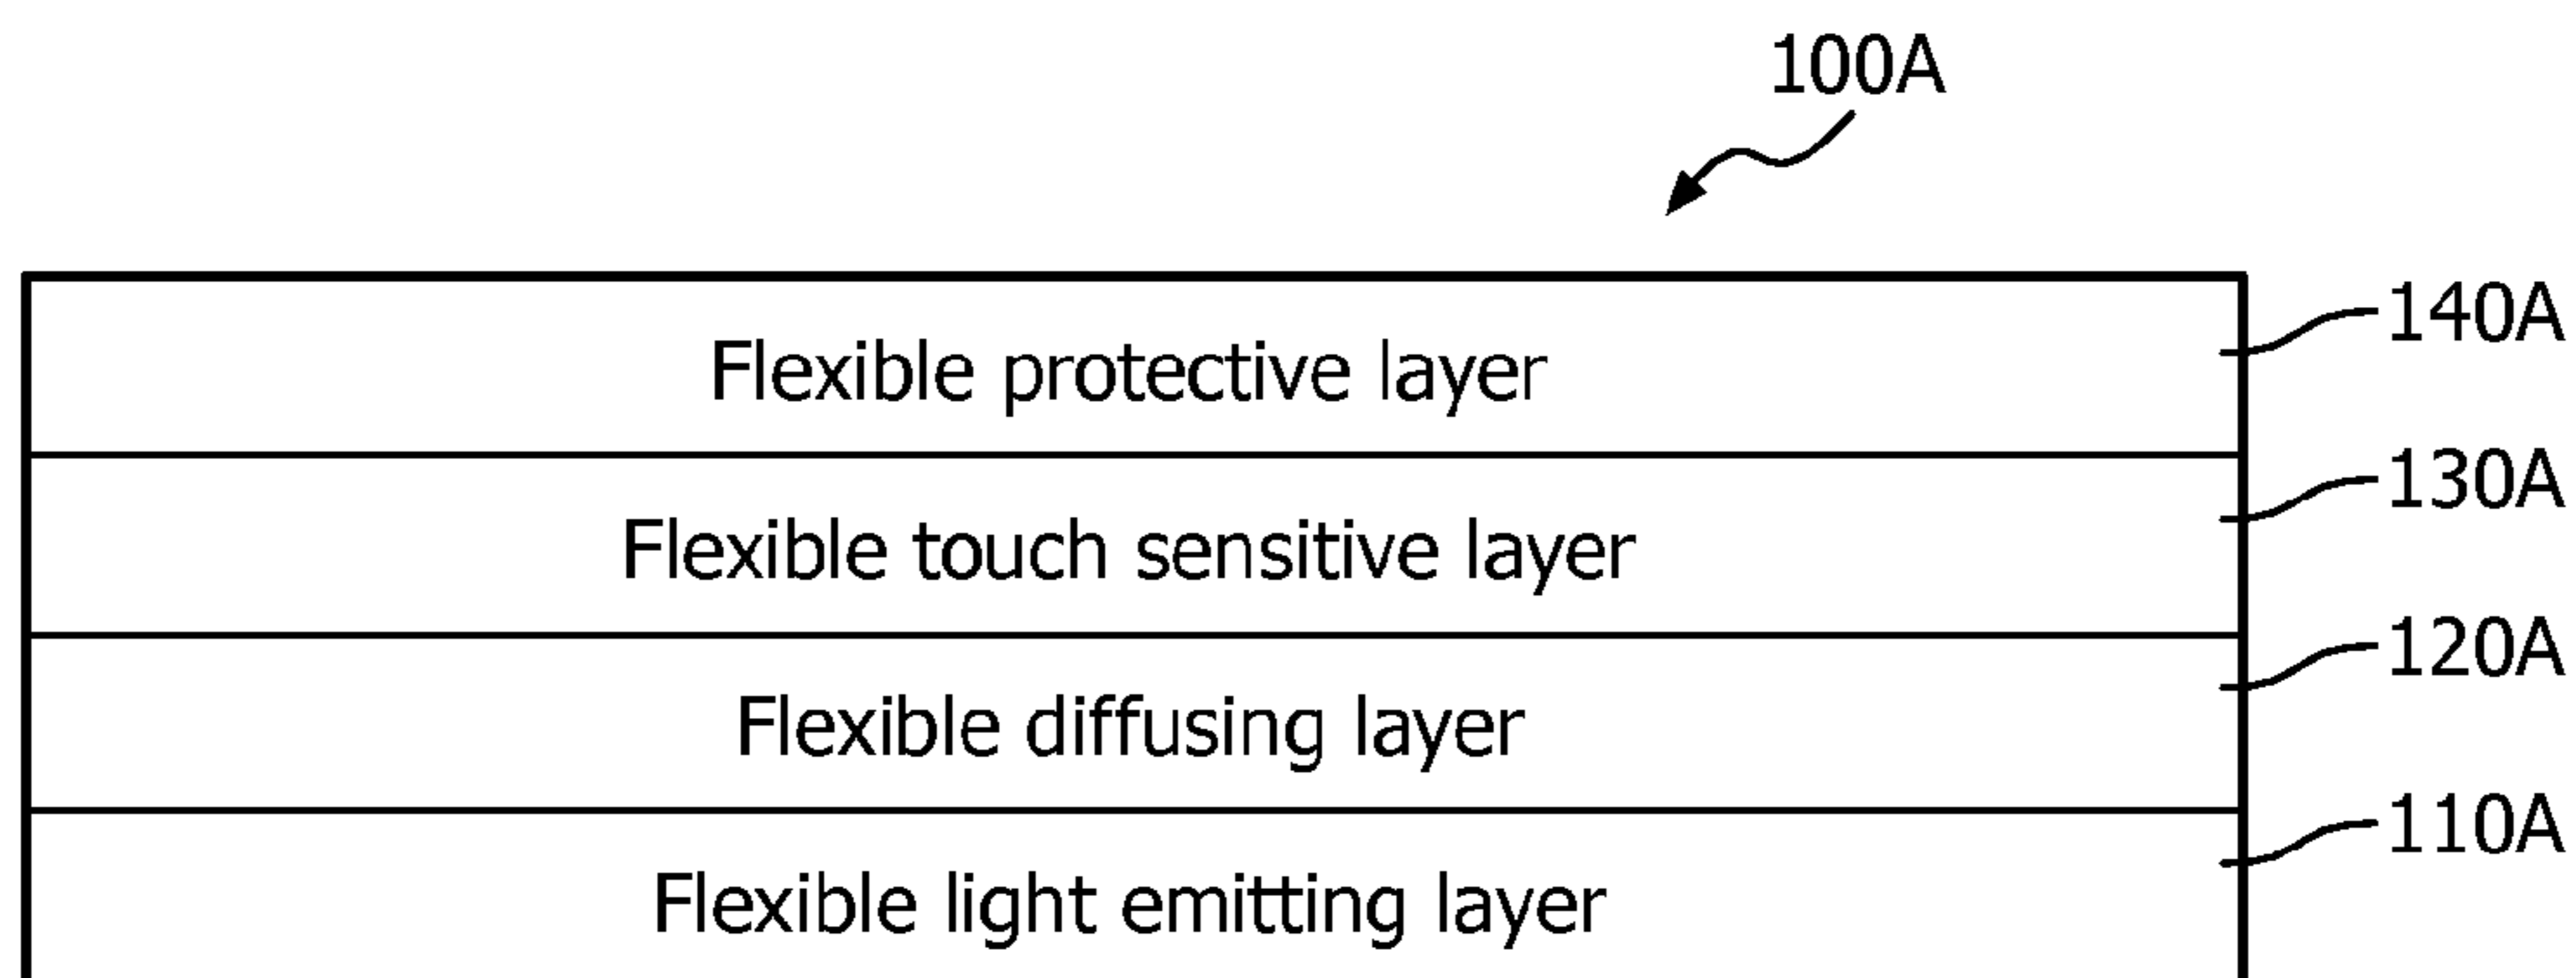 100A
Flexible protective layer
140A
Flexible touch sensitive layer
130A
Flexible diffusing layer
120A
Flexible light emitting layer
110A